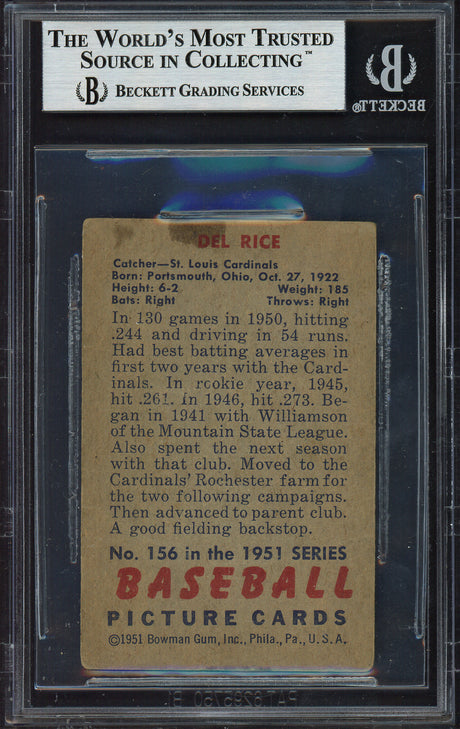 THE WORLD'S MOST TRUSTED
SOURCE IN COLLECTING™
B BECKETT GRADING SERVICES
B
BECKETT®
DEL RICE
Catcher—St. Louis Cardinals
Born: Portsmouth, Ohio, Oct. 27, 1922
Height: 6-2 Weight: 185
Bats: Right Throws: Right
In 130 games in 1950, hitting
.244 and driving in 54 runs.
Had best batting averages in
first two years with the Card-
inals. In rookie year, 1945,
hit .261. In 1946, hit .273. Be-
gan in 1941 with Williamson
of the Mountain State League.
Also spent the next season
with that club. Moved to the
Cardinals' Rochester farm for
the two following campaigns.
Then advanced to parent club.
A good fielding backstop.
No. 156 in the 1951 SERIES
BASEBALL
PICTURE CARDS
©1951 Bowman Gum, Inc., Phila., Pa., U.S.A.